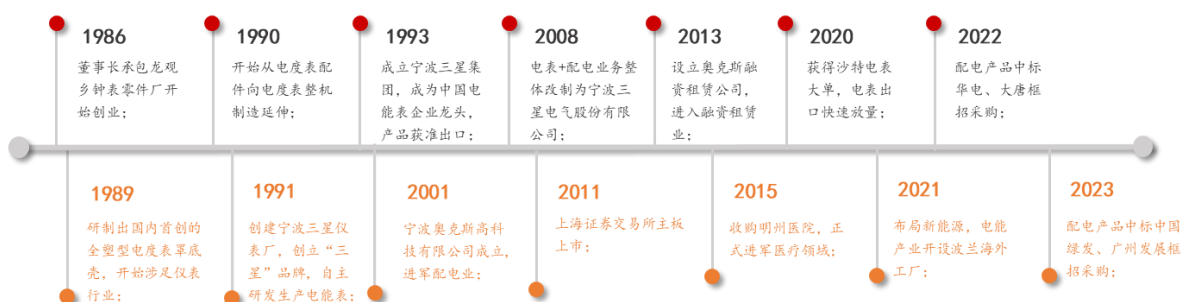 1986
董事长承包龙观
乡钟表零件厂开
始创业；
1990
开始从电度表配
件向电度表整机
制造延伸；
1993
成立宁波三星集
团，成为中国电
能表企业龙头，
产品获准出口；
2008
电表+配电业务整
体改制为宁波三
星电气股份有限
公司；
2013
设立奥克斯融
资租赁公司，
进入融资租赁
业；
2020
获得沙特电表
大单，电表出
口快速放量；
2022
配电产品中标
华电、大唐框
招采购；
1989
研制出国内首创的
全塑型电度表罩底
壳，开始涉足仪表
行业；
1991
创建宁波三星仪
表厂，创立“三
星”品牌，自主
研发生产电能表；
2001
宁波奥克斯高科
技有限公司成立，
进军配电业；
2011
上海证券交易所主板
上市；
2015
收购明州医院，正
式进军医疗领域；
2021
布局新能源，电能
产业开设波兰海外
工厂；
2023
配电产品中标中国
绿发、广州发展框
招采购；